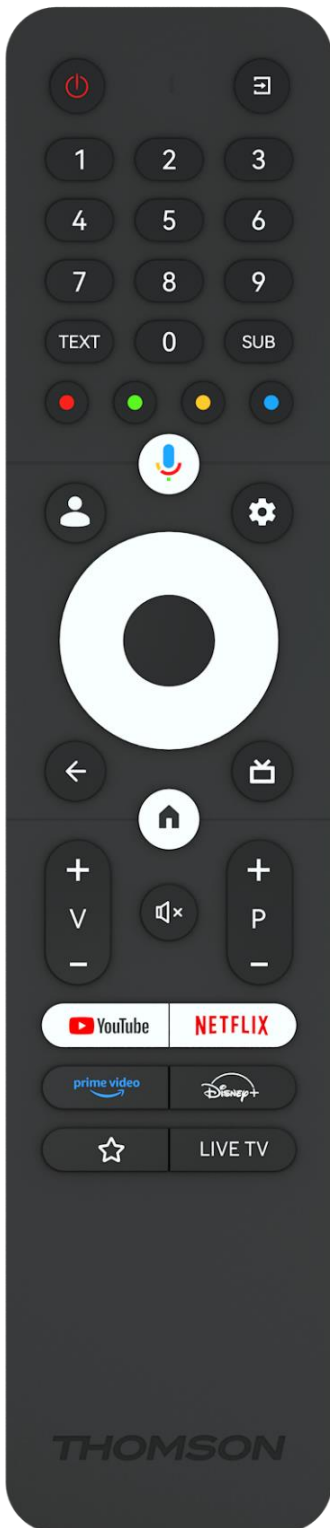 1 2 3
4 5 6
7 8 9
TEXT 0 SUB
+ +
V P
− −
YouTube NETFLIX
prime video Disney+
LIVE TV
THOMSON